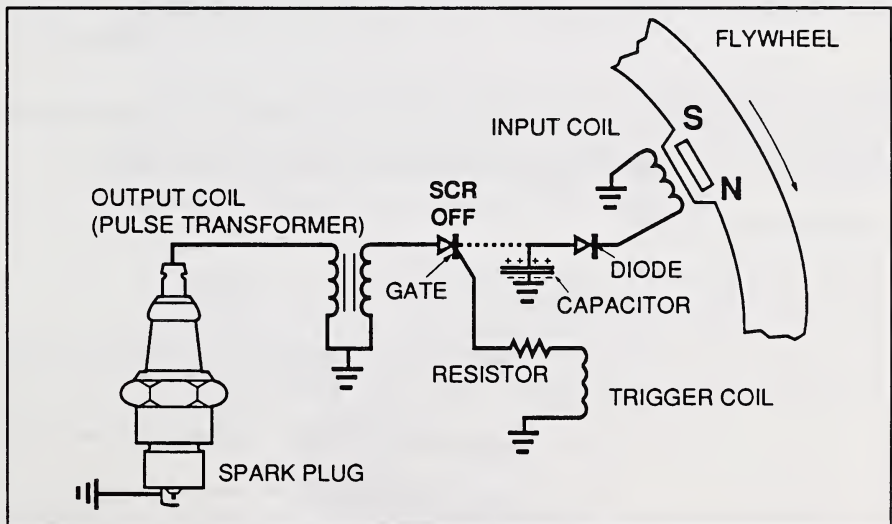 FLYWHEEL
INPUT COIL
S
N
OUTPUT COIL
(PULSE TRANSFORMER)
SCR
OFF
GATE
DIODE
+ + + +
CAPACITOR
RESISTOR
TRIGGER COIL
SPARK PLUG